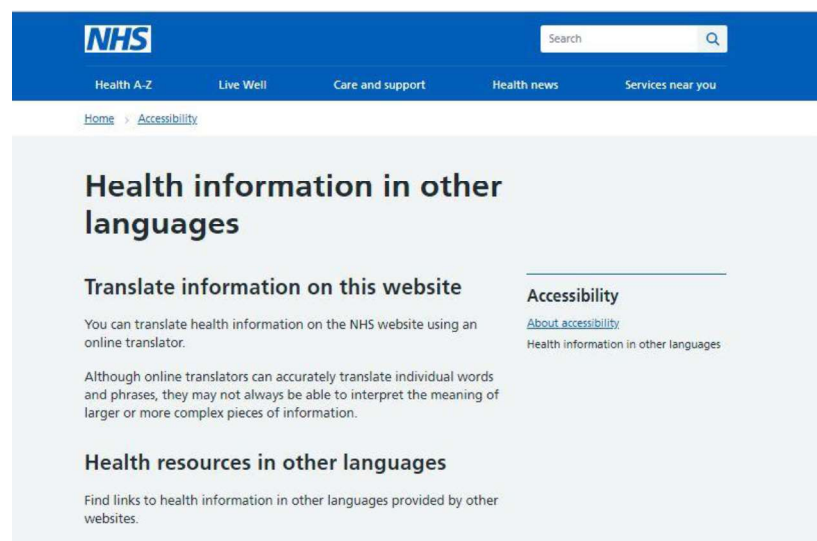 NHS
Search
Health A-Z Live Well Care and support Health news Services near you
Home > Accessibility
Health information in other
languages
Translate information on this website
You can translate health information on the NHS website using an
online translator.
Although online translators can accurately translate individual words
and phrases, they may not always be able to interpret the meaning of
larger or more complex pieces of information.
Health resources in other languages
Find links to health information in other languages provided by other
websites.
Accessibility
About accessibility
Health information in other languages